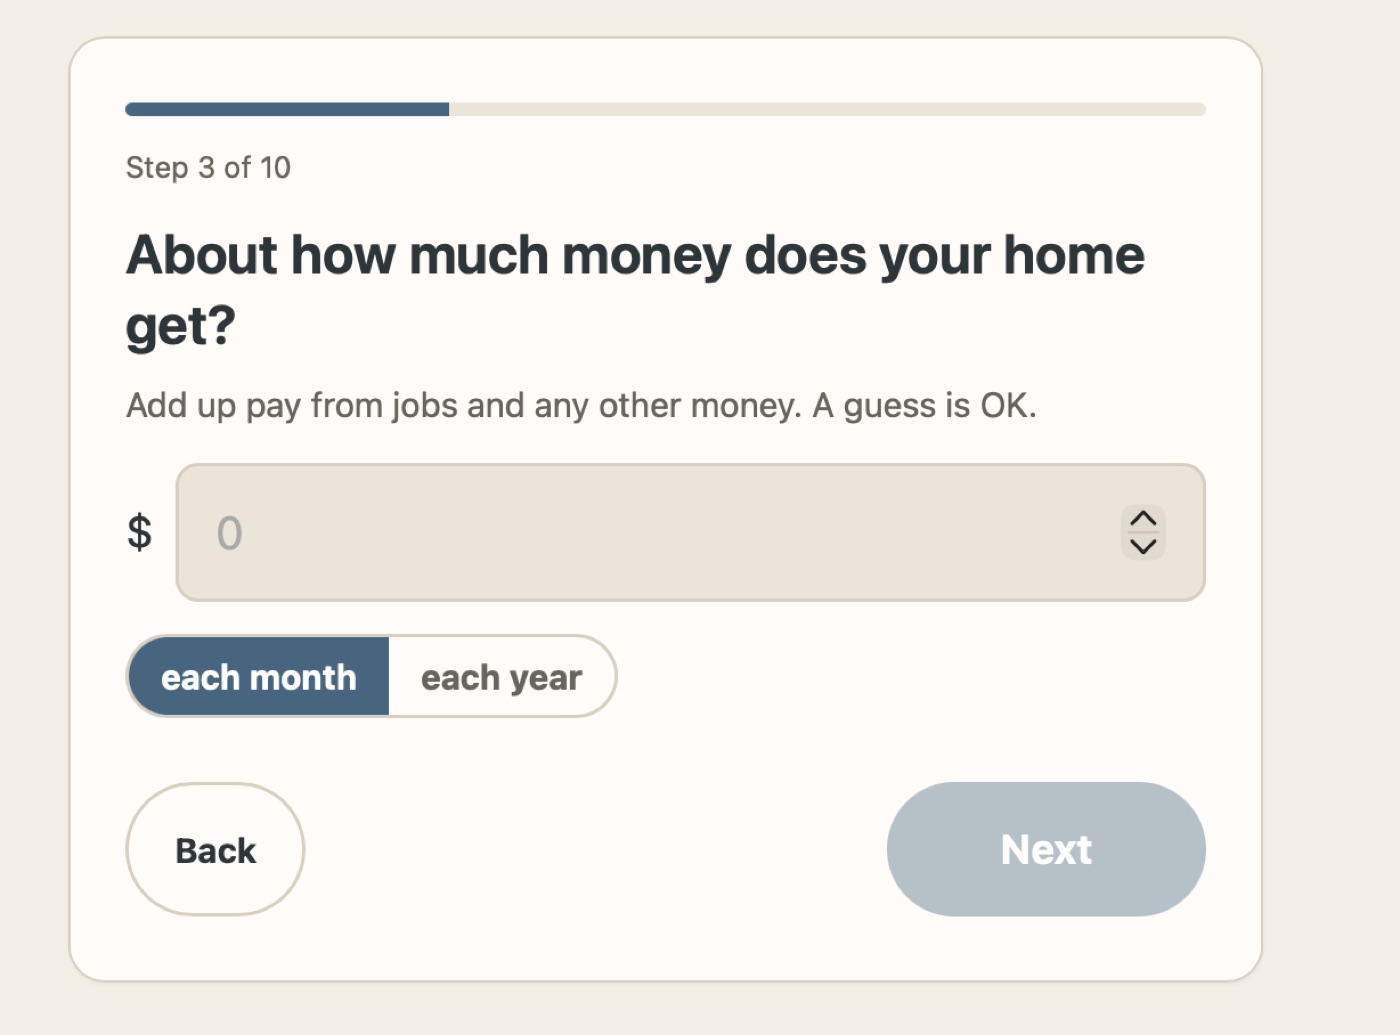 Step 3 of 10
About how much money does your home
get?
Add up pay from jobs and any other money. A guess is OK.
$ 0
each month each year
Back Next